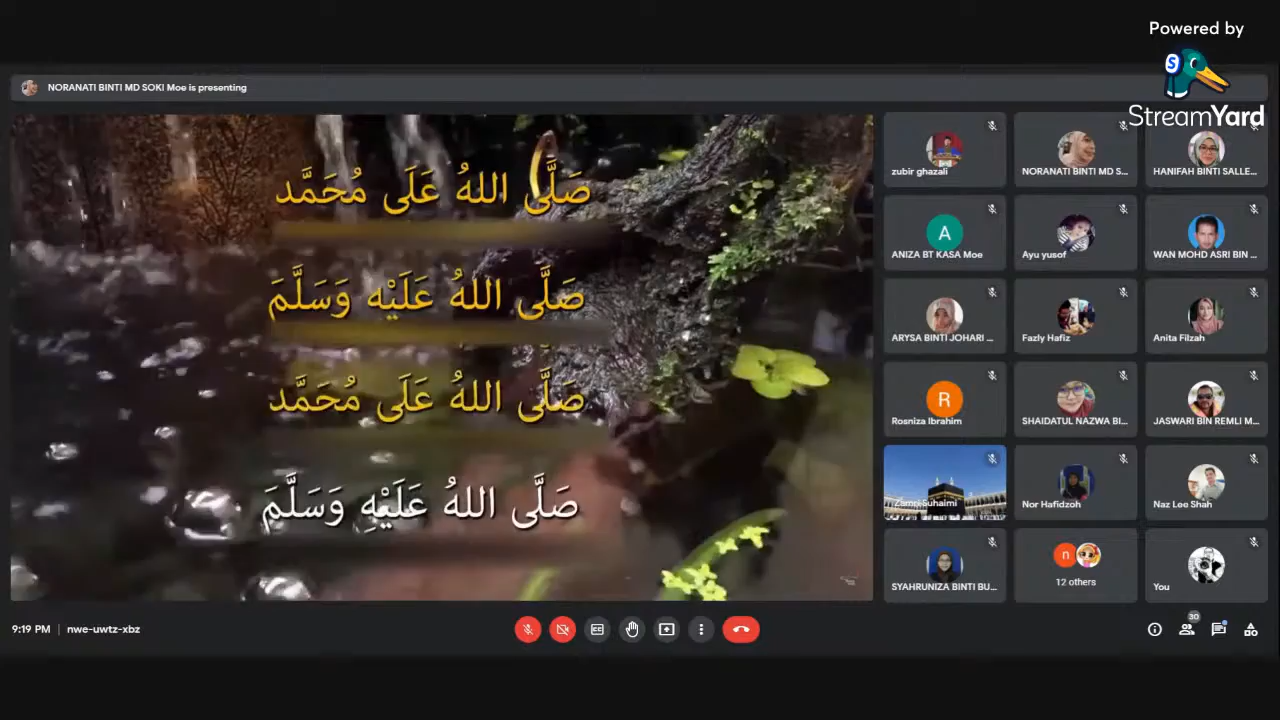 Powered by
StreamYard
NORANATI BINTI MD SOKI Moe is presenting
صَلَّى اللهُ عَلَى مُحَمَّد
صَلَّى اللهُ عَلَيْه وَسَلَّمَ
صَلَّى اللهُ عَلَى مُحَمَّد
صَلَّى اللهُ عَلَيْهِ وَسَلَّمَ
zubir ghazali
NORANATI BINTI MD S...
HANIFAH BINTI SALLE...
A
ANIZA BT KASA Moe
Ayu yusof
WAN MOHD ASRI BIN ...
ARYSA BINTI JOHARI ...
Fazly Hafiz
Anita Filzah
R
Rosniza Ibrahim
SHAIDATUL NAZWA BI...
JASWARI BIN REMLI M...
Zamri Suhaimi
Nor Hafidzoh
Naz Lee Shah
SYAHRUNIZA BINTI BU...
n
12 others
You
9:19 PM | nwe-uwtz-xbz
30